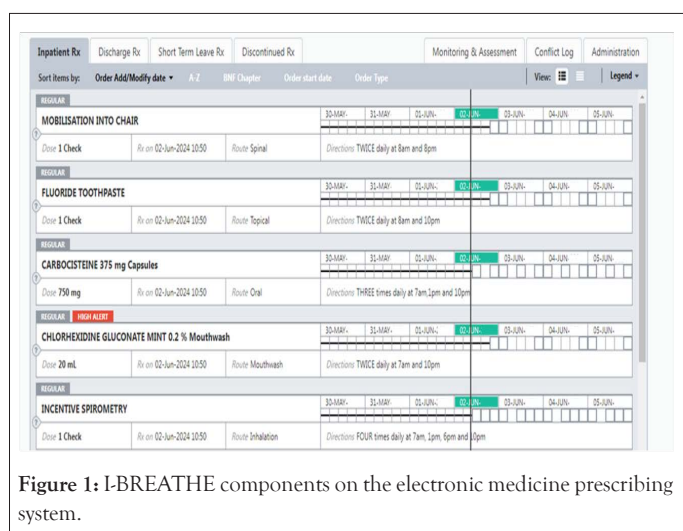 Inpatient Rx Discharge Rx Short Term Leave Rx Discontinued Rx Monitoring & Assessment Conflict Log Administration
Sort items by: Order Add/Modify date A-Z BNF Chapter Order start date Order Type View: Legend
REGULAR
MOBILISATION INTO CHAIR 30-MAY- 31-MAY 01-JUN- 02-JUN- 03-JUN- 04-JUN- 05-JUN-
? Dose 1 Check Rx on 02-Jun-2024 10:50 Route Spinal Directions TWICE daily at 8am and 8pm
REGULAR
FLUORIDE TOOTHPASTE 30-MAY- 31-MAY- 01-JUN-: 02-JUN- 03-JUN- 04-JUN- 05-JUN-
? Dose 1 Check Rx on 02-Jun-2024 10:50 Route Topical Directions TWICE daily at 8am and 10pm
REGULAR
CARBOCISTEINE 375 mg Capsules 30-MAY- 31-MAY- 01-JUN-: 02-JUN- 03-JUN- 04-JUN- 05-JUN-
? Dose 750 mg Rx on 02-Jun-2024 10:50 Route Oral Directions THREE times daily at 7am,1pm and 10pm
REGULAR HIGH ALERT
CHLORHEXIDINE GLUCONATE MINT 0.2 % Mouthwash 30-MAY- 31-MAY- 01-JUN-: 02-JUN- 03-JUN- 04-JUN- 05-JUN-
? Dose 20 mL Rx on 02-Jun-2024 10:50 Route Mouthwash Directions TWICE daily at 7am and 10pm
REGULAR
INCENTIVE SPIROMETRY 30-MAY- 31-MAY- 01-JUN-: 02-JUN- 03-JUN- 04-JUN- 05-JUN-
? Dose 1 Check Rx on 02-Jun-2024 10:50 Route Inhalation Directions FOUR times daily at 7am, 1pm, 6pm and 10pm
Figure 1: I-BREATHE components on the electronic medicine prescribing
system.